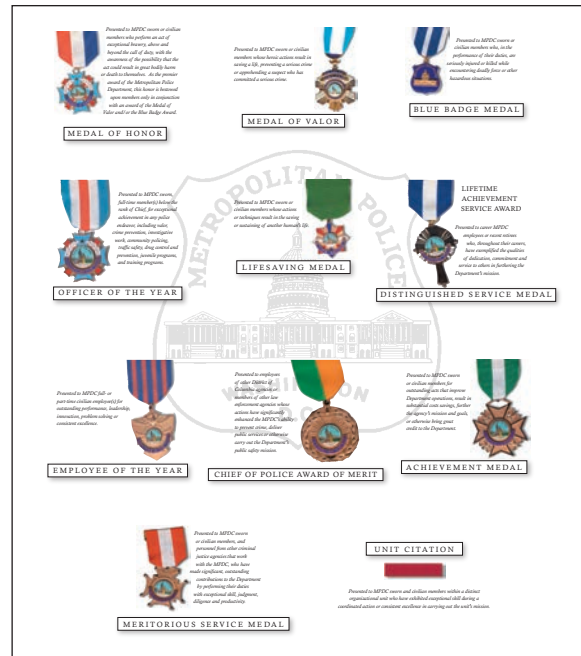 Presented to MPDC sworn or civilian
members who perform an act of
exceptional bravery, above and
beyond the call of duty, with the
awareness of the possibility that the
act could result in great bodily harm
or death to themselves. As the premier
award of the Metropolitan Police
Department, this honor is bestowed
upon members only in conjunction
with an award of the Medal of
Valor and/or the Blue Badge Award.
MEDAL OF HONOR
Presented to MPDC sworn or civilian
members whose heroic actions result in
saving a life, preventing a serious crime
or apprehending a suspect who has
committed a serious crime.
MEDAL OF VALOR
Presented to MPDC sworn or
civilian members who, in the
performance of their duties, are
seriously injured or killed while
encountering deadly force or other
hazardous situations.
BLUE BADGE MEDAL
Presented to MPDC sworn,
full-time member(s) below the
rank of Chief, for exceptional
achievement in any police
endeavor, including valor,
crime prevention, investigative
work, community policing,
traffic safety, drug control and
prevention, juvenile programs,
and training programs.
OFFICER OF THE YEAR
Presented to MPDC sworn or
civilian members whose actions
or techniques result in the saving
or sustaining of another human's life.
LIFESAVING MEDAL
LIFETIME
ACHIEVEMENT
SERVICE AWARD
Presented to career MPDC
employees or recent retirees
who, throughout their careers,
have exemplified the qualities
of dedication, commitment and
service to others in furthering the
Department's mission.
DISTINGUISHED SERVICE MEDAL
METROPOLITAN POLICE
WASHINGTON
D.C.
Presented to MPDC full- or
part-time civilian employee(s) for
outstanding performance, leadership,
innovation, problem solving or
consistent excellence.
EMPLOYEE OF THE YEAR
Presented to employees
of other District of
Columbia agencies or
members of other law
enforcement agencies whose
actions have significantly
enhanced the MPDC's ability
to prevent crime, deliver
public services or otherwise
carry out the Department's
public safety mission.
CHIEF OF POLICE AWARD OF MERIT
Presented to MPDC sworn
or civilian members for
outstanding acts that improve
Department operations, result in
substantial costs savings, further
the agency's mission and goals,
or otherwise bring great
credit to the Department.
ACHIEVEMENT MEDAL
Presented to MPDC sworn
or civilian members, and
personnel from other criminal
justice agencies that work
with the MPDC, who have
made significant, outstanding
contributions to the Department
by performing their duties
with exceptional skill, judgment,
diligence and productivity.
MERITORIOUS SERVICE MEDAL
UNIT CITATION
Presented to MPDC sworn and civilian members within a distinct
organizational unit who have exhibited exceptional skill during a
coordinated action or consistent excellence in carrying out the unit's mission.